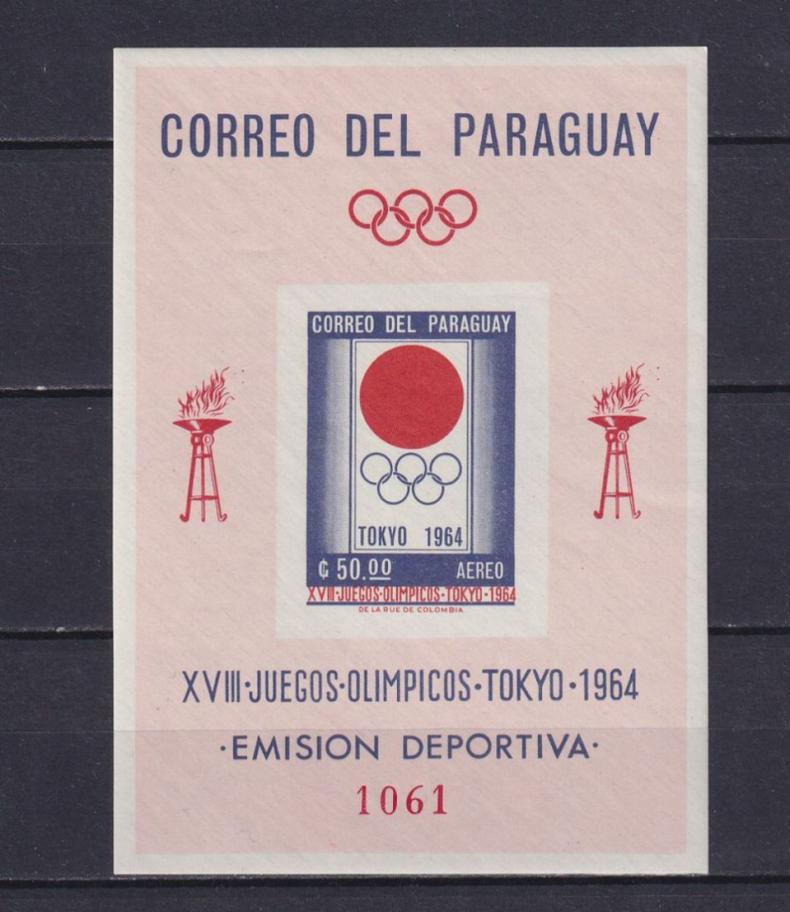 CORREO DEL PARAGUAY
CORREO DEL PARAGUAY
TOKYO 1964
₲ 50.00 AEREO
XVIII·JUEGOS·OLIMPICOS·TOKYO·1964
DE LA RUE DE COLOMBIA
XVIII·JUEGOS·OLIMPICOS·TOKYO·1964
·EMISION DEPORTIVA·
1061